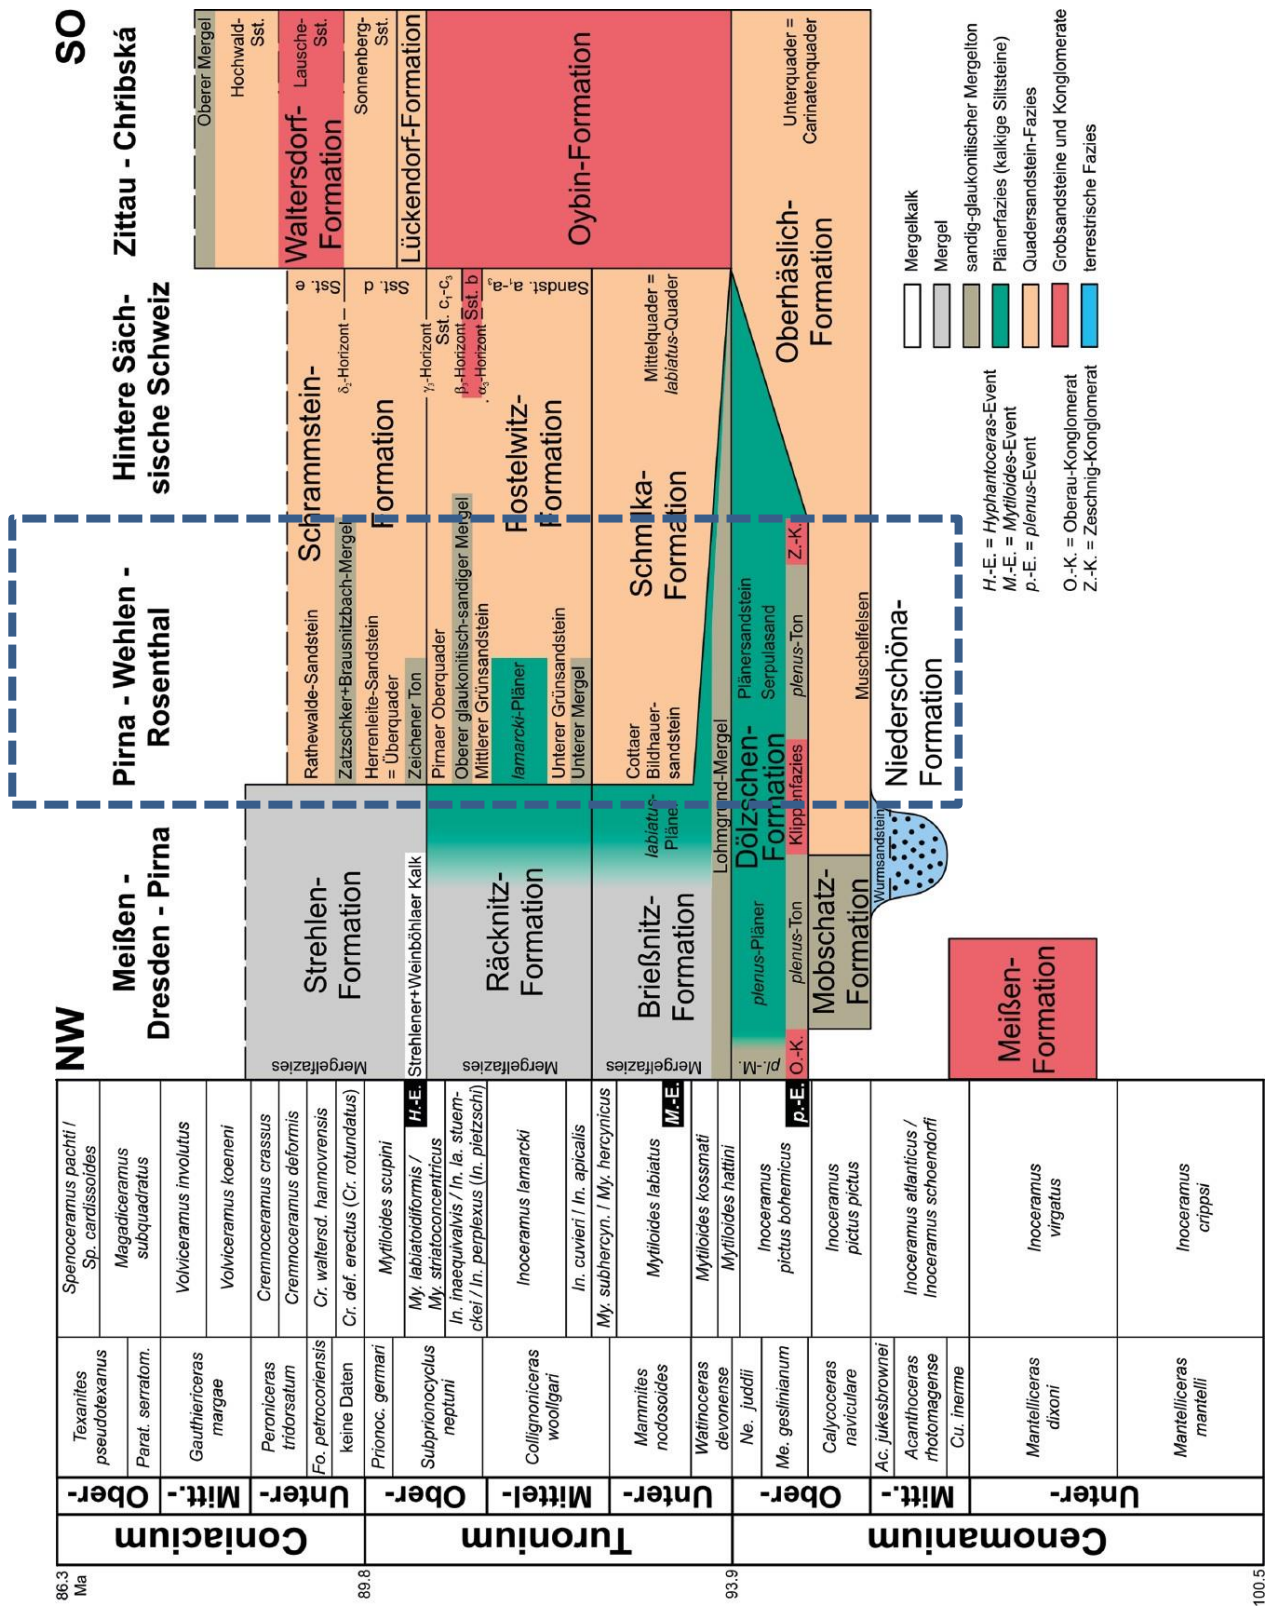 NW
SO
Meißen -
Dresden - Pirna
Pirna - Wehlen -
Rosenthal
Hintere Säch-
sische Schweiz
Zittau - Chribská
86.3
Ma
89.8
93.9
100.5
Coniacium
Turonium
Cenomanium
Ober-
Mitt.-
Unter-
Ober-
Mittel-
Unter-
Ober-
Mitt.-
Unter-
Texanites
pseudotexanus
Parat. serratom.
Gauthiericeras
margae
Peroniceras
tridorsatum
Fo. petrocoriensis
keine Daten
Prionoc. germari
Subprionocyclus
neptuni
Collignoniceras
woollgari
Mammites
nodosoides
Watinoceras
devonense
Ne. juddii
Me. geslinianum
Calycoceras
naviculare
Ac. jukesbrownei
Acanthoceras
rhotomagense
Cu. inerme
Mantelliceras
dixoni
Mantelliceras
mantelli
Spenoceramus pachti /
Sp. cardissoides
Magadiceramus
subquadratus
Volviceramus involutus
Volviceramus koeneni
Cremnoceramus crassus
Cremnoceramus deformis
Cr. waltersd. hannovrensis
Cr. def. erectus (Cr. rotundatus)
Mytiloides scupini
My. labiatoidiformis /
My. striatoconcentricus
In. inaequivalvis / In. la. stuem-
ckei / In. perplexus (In. pietzschi)
Inoceramus lamarcki
In. cuvieri / In. apicalis
My. subhercyn. / My. hercynicus
Mytiloides labiatus
Mytiloides kossmati
Mytiloides hattini
Inoceramus
pictus bohemicus
Inoceramus
pictus pictus
Inoceramus atlanticus /
Inoceramus schoendorfi
Inoceramus
virgatus
Inoceramus
crippsi
H.-E.
M.-E.
p.-E.
Mergelfazies
Strehlen-
Formation
Strehlener+Weinböhlaer Kalk
Mergelfazies
Räcknitz-
Formation
Mergelfazies
Brießnitz-
Formation
labiatus-
Pläner
Lohmgrund-Mergel
pl.-M.
plenus-Pläner
Dölzschen-
Formation
Plänersandstein
Serpulasand
O.-K.
plenus-Ton
Klippenfazies
plenus-Ton
Z.-K.
Mobschatz-
Formation
Muschelfelsen
Wurmsandstein
Niederschöna-
Formation
Meißen-
Formation
Rathewalde-Sandstein
Zatzschker+Brausnitzbach-Mergel
Herrenleite-Sandstein
= Überquader
Zeichener Ton
Schrammstein-
Formation
Pirnaer Oberquader
Oberer glaukonitisch-sandiger Mergel
Mittlerer Grünsandstein
lamarcki-Pläner
Unterer Grünsandstein
Unterer Mergel
Postelwitz-
Formation
Cottaer
Bildhauer-
sandstein
Schmilka-
Formation
Mittelquader =
labiatus-Quader
Sst. e
δ₂-Horizont
Sst. d
γ₃-Horizont
Sst. c₁-c₃
β₃-Horizont
Sst. b
α₃-Horizont
Sandst. a₁-a₃
Oberer Mergel
Hochwald-
Sst.
Waltersdorf-
Formation
Lausche-
Sst.
Sonnenberg-
Sst.
Lückendorf-Formation
Oybin-Formation
Oberhäslich-
Formation
Unterquader =
Carinatenquader
Mergelkalk
Mergel
sandig-glaukonitischer Mergelton
Plänerfazies (kalkige Siltsteine)
Quadersandstein-Fazies
Grobsandsteine und Konglomerate
terrestrische Fazies
H.-E. = Hyphantoceras-Event
M.-E. = Mytiloides-Event
p.-E. = plenus-Event
O.-K. = Oberau-Konglomerat
Z.-K. = Zeschnig-Konglomerat